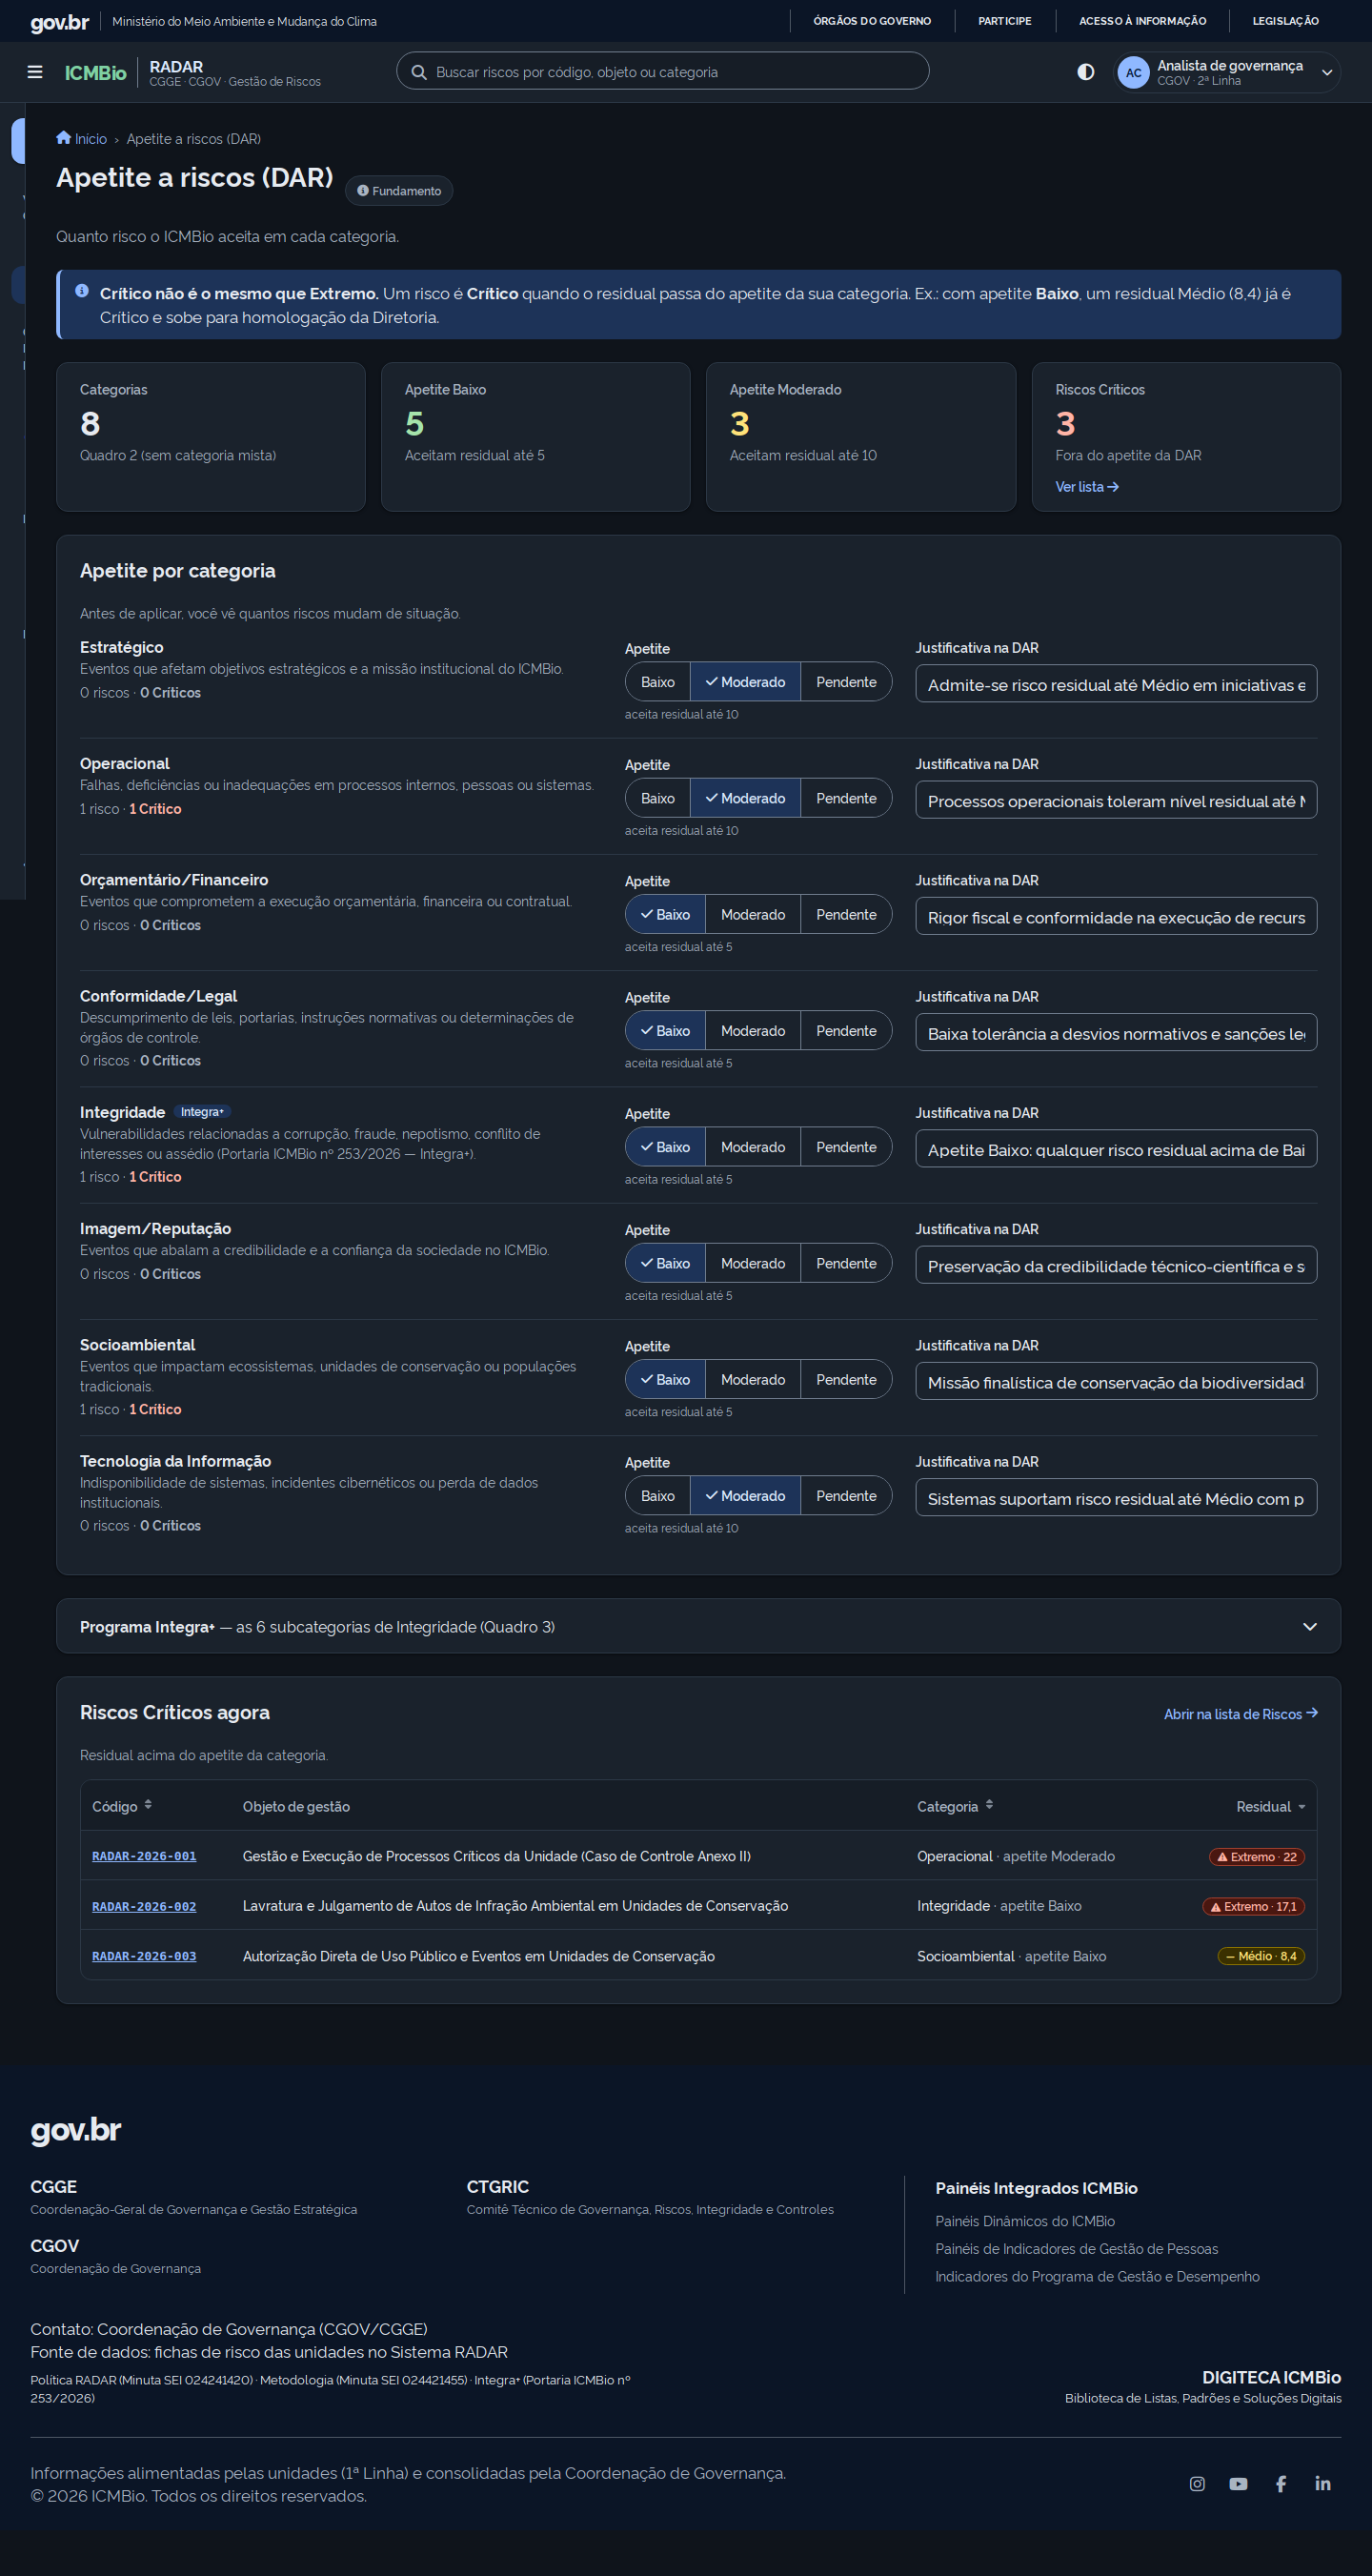 gov.br
Ministério do Meio Ambiente e Mudança do Clima
ÓRGÃOS DO GOVERNO
PARTICIPE
ACESSO À INFORMAÇÃO
LEGISLAÇÃO
ICMBio
RADAR
CGGE · CGOV · Gestão de Riscos
Buscar riscos por código, objeto ou categoria
AC
Analista de governança
CGOV · 2ª Linha
Início › Apetite a riscos (DAR)
Apetite a riscos (DAR)
Fundamento
Quanto risco o ICMBio aceita em cada categoria.
Crítico não é o mesmo que Extremo. Um risco é Crítico quando o residual passa do apetite da sua categoria. Ex.: com apetite Baixo, um residual Médio (8,4) já é
Crítico e sobe para homologação da Diretoria.
Categorias
8
Quadro 2 (sem categoria mista)
Apetite Baixo
5
Aceitam residual até 5
Apetite Moderado
3
Aceitam residual até 10
Riscos Críticos
3
Fora do apetite da DAR
Ver lista
Apetite por categoria
Antes de aplicar, você vê quantos riscos mudam de situação.
Estratégico
Eventos que afetam objetivos estratégicos e a missão institucional do ICMBio.
0 riscos · 0 Críticos
Apetite
Baixo Moderado Pendente
aceita residual até 10
Justificativa na DAR
Admite-se risco residual até Médio em iniciativas e
Operacional
Falhas, deficiências ou inadequações em processos internos, pessoas ou sistemas.
1 risco · 1 Crítico
Apetite
Baixo Moderado Pendente
aceita residual até 10
Justificativa na DAR
Processos operacionais toleram nível residual até M
Orçamentário/Financeiro
Eventos que comprometem a execução orçamentária, financeira ou contratual.
0 riscos · 0 Críticos
Apetite
Baixo Moderado Pendente
aceita residual até 5
Justificativa na DAR
Rigor fiscal e conformidade na execução de recurs
Conformidade/Legal
Descumprimento de leis, portarias, instruções normativas ou determinações de
órgãos de controle.
0 riscos · 0 Críticos
Apetite
Baixo Moderado Pendente
aceita residual até 5
Justificativa na DAR
Baixa tolerância a desvios normativos e sanções leg
Integridade Integra+
Vulnerabilidades relacionadas a corrupção, fraude, nepotismo, conflito de
interesses ou assédio (Portaria ICMBio nº 253/2026 — Integra+).
1 risco · 1 Crítico
Apetite
Baixo Moderado Pendente
aceita residual até 5
Justificativa na DAR
Apetite Baixo: qualquer risco residual acima de Bai
Imagem/Reputação
Eventos que abalam a credibilidade e a confiança da sociedade no ICMBio.
0 riscos · 0 Críticos
Apetite
Baixo Moderado Pendente
aceita residual até 5
Justificativa na DAR
Preservação da credibilidade técnico-científica e s
Socioambiental
Eventos que impactam ecossistemas, unidades de conservação ou populações
tradicionais.
1 risco · 1 Crítico
Apetite
Baixo Moderado Pendente
aceita residual até 5
Justificativa na DAR
Missão finalística de conservação da biodiversidad
Tecnologia da Informação
Indisponibilidade de sistemas, incidentes cibernéticos ou perda de dados
institucionais.
0 riscos · 0 Críticos
Apetite
Baixo Moderado Pendente
aceita residual até 10
Justificativa na DAR
Sistemas suportam risco residual até Médio com p
Programa Integra+ — as 6 subcategorias de Integridade (Quadro 3)
Riscos Críticos agora
Abrir na lista de Riscos
Residual acima do apetite da categoria.
Código Objeto de gestão Categoria Residual
RADAR-2026-001 Gestão e Execução de Processos Críticos da Unidade (Caso de Controle Anexo II) Operacional · apetite Moderado Extremo · 22
RADAR-2026-002 Lavratura e Julgamento de Autos de Infração Ambiental em Unidades de Conservação Integridade · apetite Baixo Extremo · 17,1
RADAR-2026-003 Autorização Direta de Uso Público e Eventos em Unidades de Conservação Socioambiental · apetite Baixo Médio · 8,4
gov.br
CGGE
Coordenação-Geral de Governança e Gestão Estratégica
CGOV
Coordenação de Governança
CTGRIC
Comitê Técnico de Governança, Riscos, Integridade e Controles
Painéis Integrados ICMBio
Painéis Dinâmicos do ICMBio
Painéis de Indicadores de Gestão de Pessoas
Indicadores do Programa de Gestão e Desempenho
Contato: Coordenação de Governança (CGOV/CGGE)
Fonte de dados: fichas de risco das unidades no Sistema RADAR
Política RADAR (Minuta SEI 024241420) · Metodologia (Minuta SEI 024421455) · Integra+ (Portaria ICMBio nº
253/2026)
DIGITECA ICMBio
Biblioteca de Listas, Padrões e Soluções Digitais
Informações alimentadas pelas unidades (1ª Linha) e consolidadas pela Coordenação de Governança.
© 2026 ICMBio. Todos os direitos reservados.